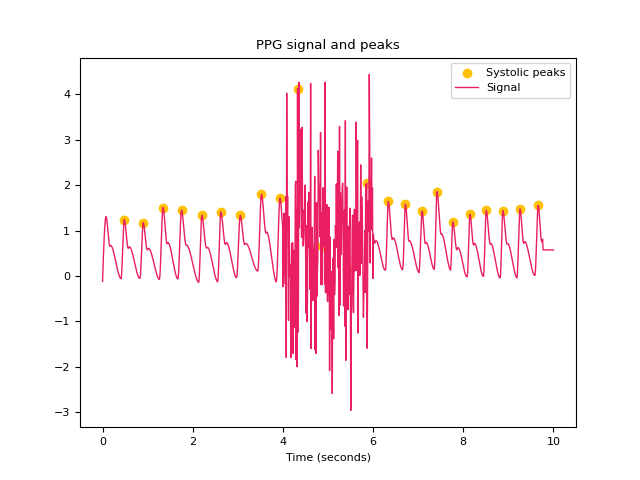 PPG signal and peaks
Systolic peaks
Signal
4
3
2
1
0
−1
−2
−3
0 2 4 6 8 10
Time (seconds)